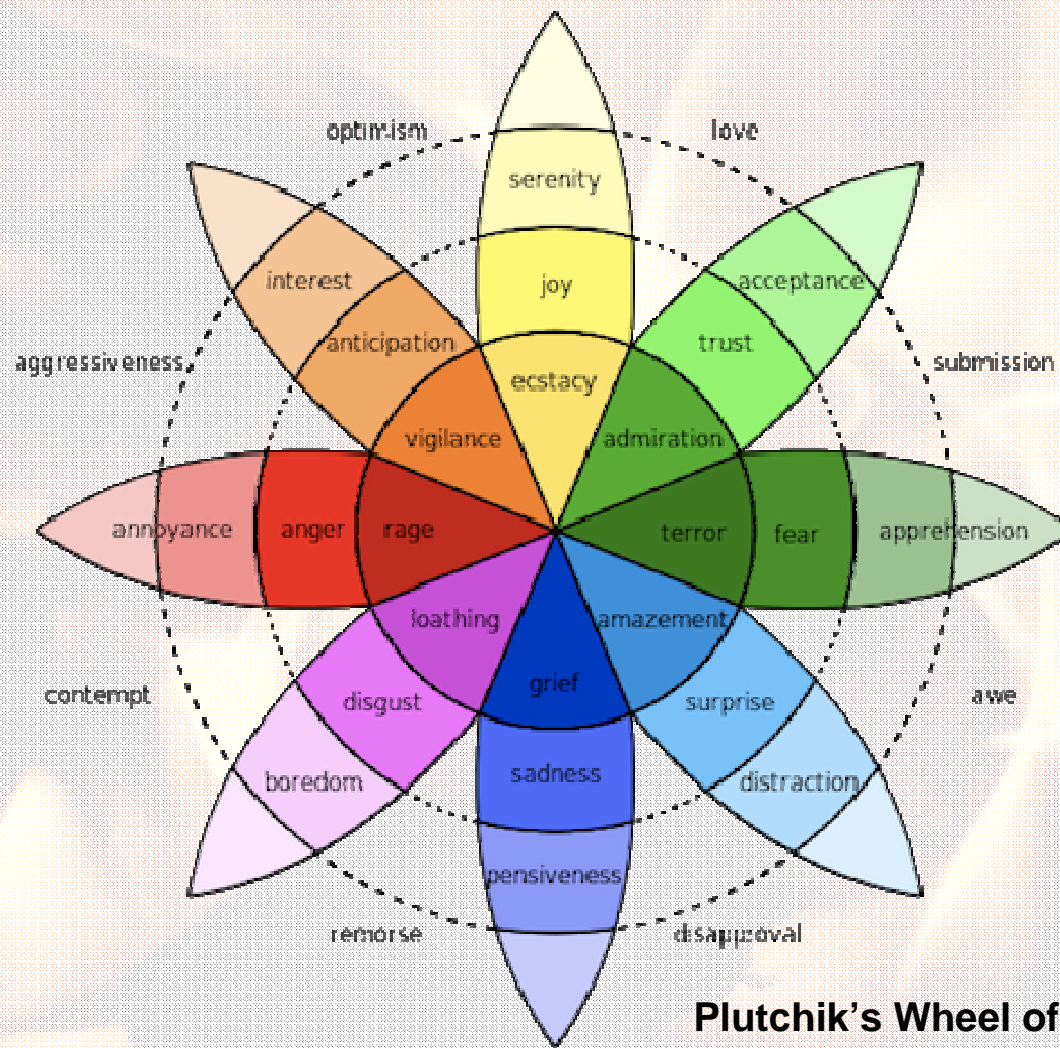 optimism
love
serenity
interest
joy
acceptance
anticipation
trust
aggressiveness
submission
ecstacy
vigilance
admiration
annoyance
anger
rage
terror
fear
apprehension
loathing
amazement
grief
contempt
disgust
surprise
awe
sadness
boredom
distraction
pensiveness
remorse
disapproval
Plutchik's Wheel of